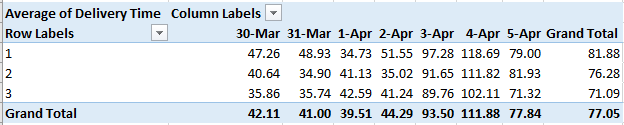 Average of Delivery Time Column Labels
Row Labels 30-Mar 31-Mar 1-Apr 2-Apr 3-Apr 4-Apr 5-Apr Grand Total
1 47.26 48.93 34.73 51.55 97.28 118.69 79.00 81.88
2 40.64 34.90 41.13 35.02 91.65 111.82 81.93 76.28
3 35.86 35.74 42.59 41.24 89.76 102.11 71.32 71.09
Grand Total 42.11 41.00 39.51 44.29 93.50 111.88 77.84 77.05